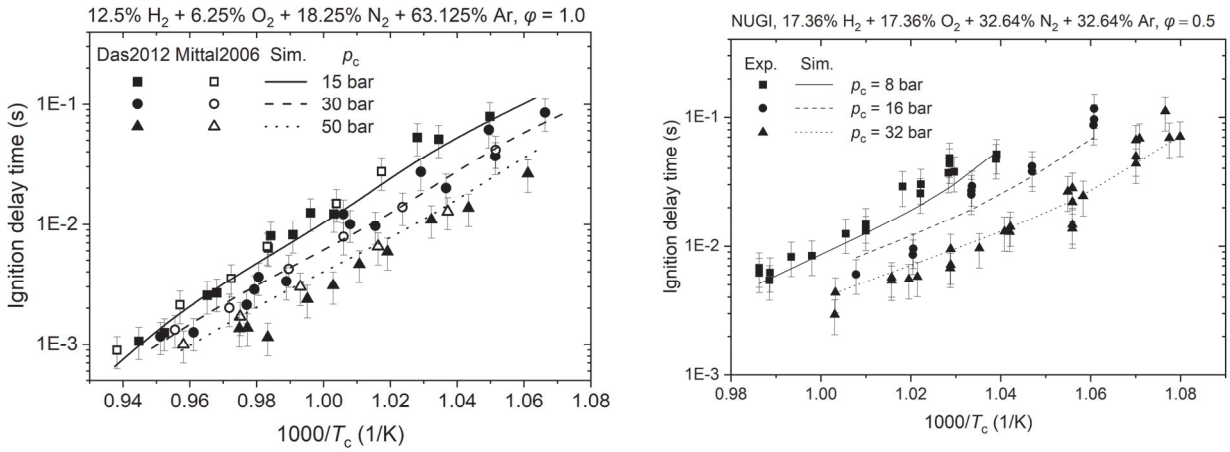 12.5% H₂ + 6.25% O₂ + 18.25% N₂ + 63.125% Ar, φ = 1.0
Das2012 Mittal2006 Sim. p_c
15 bar
30 bar
50 bar
Ignition delay time (s)
1E-1
1E-2
1E-3
0.94 0.96 0.98 1.00 1.02 1.04 1.06 1.08
1000/T_c (1/K)
NUGI, 17.36% H₂ + 17.36% O₂ + 32.64% N₂ + 32.64% Ar, φ = 0.5
Exp. Sim.
p_c = 8 bar
p_c = 16 bar
p_c = 32 bar
Ignition delay time (s)
1E-1
1E-2
1E-3
0.98 1.00 1.02 1.04 1.06 1.08
1000/T_c (1/K)